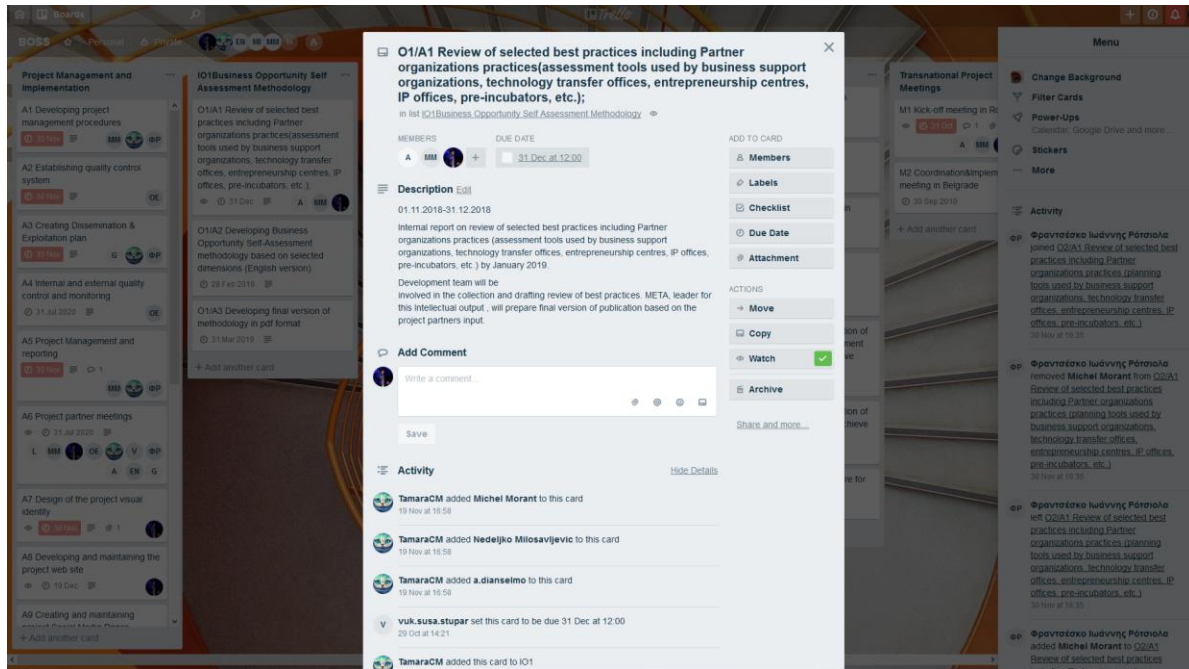 Boards
Trello
BOSS Personal Private EN MM
Project Management and
Implementation
A1 Developing project
management procedures
30 Nov
MM ΦΡ
A2 Establishing quality control
system
30 Nov
OE
A3 Creating Dissemination &
Exploitation plan
30 Nov
G ΦΡ
A4 Internal and external quality
control and monitoring
31 Jul 2020
OE
A5 Project Management and
reporting
30 Nov 1
MM ΦΡ
A6 Project partner meetings
31 Jul 2020
L MM OE V ΦΡ
A EN G
A7 Design of the project visual
identity
30 Nov 1
A8 Developing and maintaining the
project web site
19 Dec
A9 Creating and maintaining
project Social Media Pages
+ Add another card
IO1Business Opportunity Self
Assessment Methodology
O1/A1 Review of selected best
practices including Partner
organizations practices(assessment
tools used by business support
organizations, technology transfer
offices, entrepreneurship centres, IP
offices, pre-incubators, etc.);
31 Dec
A MM
O1/A2 Developing Business
Opportunity Self-Assessment
methodology based on selected
dimensions (English version)
28 Feb 2019
O1/A3 Developing final version of
methodology in pdf format
31 Mar 2019
+ Add another card
O1/A1 Review of selected best practices including Partner
organizations practices(assessment tools used by business support
organizations, technology transfer offices, entrepreneurship centres,
IP offices, pre-incubators, etc.);
in list IO1Business Opportunity Self Assessment Methodology
MEMBERS DUE DATE
A MM + 31 Dec at 12:00
Description Edit
01.11.2018-31.12.2018
Internal report on review of selected best practices including Partner
organizations practices (assessment tools used by business support
organizations, technology transfer offices, entrepreneurship centres, IP offices,
pre-incubators, etc.) by January 2019.
Development team will be
involved in the collection and drafting review of best practices. META, leader for
this Intellectual output , will prepare final version of publication based on the
project partners input.
Add Comment
Write a comment…
Save
Activity Hide Details
TamaraCM added Michel Morant to this card
19 Nov at 16:58
TamaraCM added Nedeljko Milosavljevic to this card
19 Nov at 16:58
TamaraCM added a.dianselmo to this card
19 Nov at 16:58
V vuk.susa.stupar set this card to be due 31 Dec at 12:00
29 Oct at 14:21
TamaraCM added this card to IO1
ADD TO CARD
Members
Labels
Checklist
Due Date
Attachment
ACTIONS
Move
Copy
Watch
Archive
Share and more...
Transnational Project
Meetings
M1 Kick-off meeting in
31 Oct 1
A MM
M2
meeting in Belgrade
30 Sep 2019
+ Add another card
Menu
Change Background
Filter Cards
Power-Ups
Calendar, Google Drive and more...
Stickers
More
Activity
ΦΡ Φραντσέσκο Ιωάννης Ρότσιολα
joined O2/A1 Review of selected best
practices including Partner
organizations practices (planning
tools used by business support
organizations, technology transfer
offices, entrepreneurship centres, IP
offices, pre-incubators, etc.)
30 Nov at 16:35
ΦΡ Φραντσέσκο Ιωάννης Ρότσιολα
removed Michel Morant from O2/A1
Review of selected best practices
including Partner organizations
practices (planning tools used by
business support organizations,
technology transfer offices,
entrepreneurship centres, IP offices,
pre-incubators, etc.)
30 Nov at 16:35
ΦΡ Φραντσέσκο Ιωάννης Ρότσιολα
left O2/A1 Review of selected best
practices including Partner
organizations practices (planning
tools used by business support
organizations, technology transfer
offices, entrepreneurship centres, IP
offices, pre-incubators, etc.)
30 Nov at 16:35
ΦΡ Φραντσέσκο Ιωάννης Ρότσιολα
added Michel Morant to O2/A1
Review of selected best practices